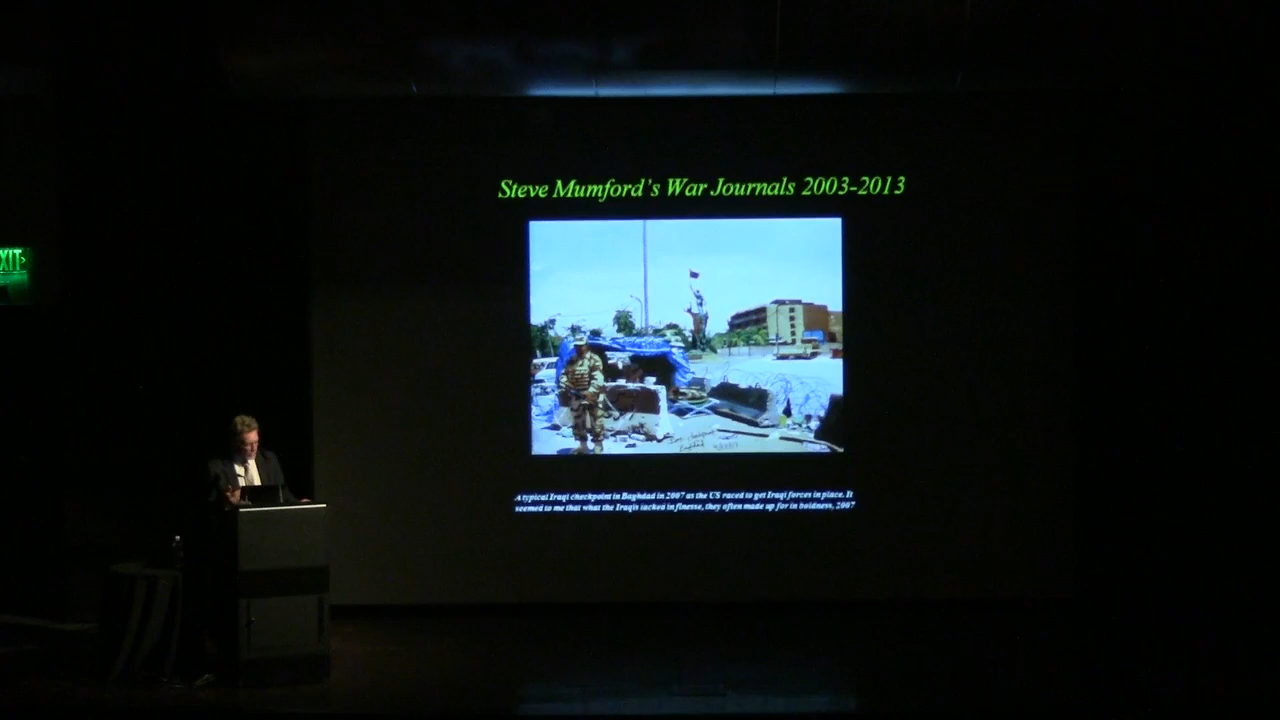 Steve Mumford's War Journals 2003-2013
XIT
A typical Iraqi checkpoint in Baghdad in 2007 as the US raced to get Iraqi forces in place. It
seemed to me that what the Iraqis lacked in finesse, they often made up for in boldness, 2007